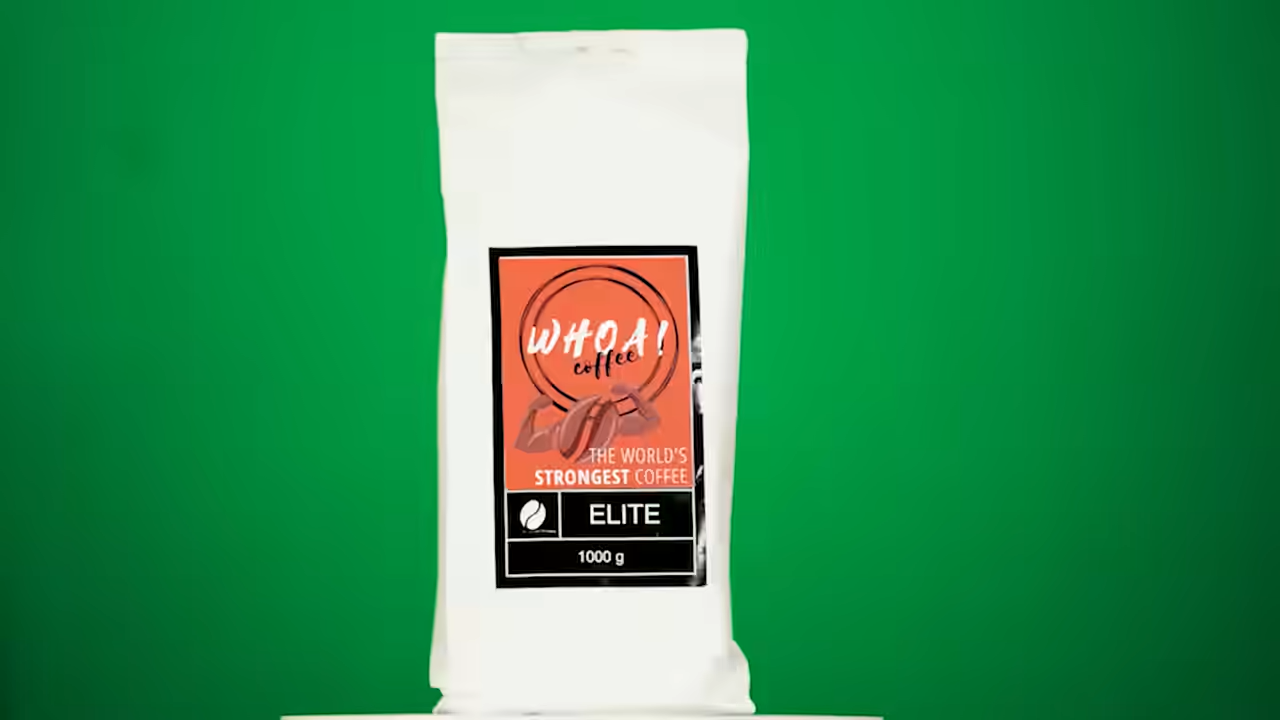 WHOA!
coffee
THE WORLD'S
STRONGEST COFFEE
ELITE
1000 g